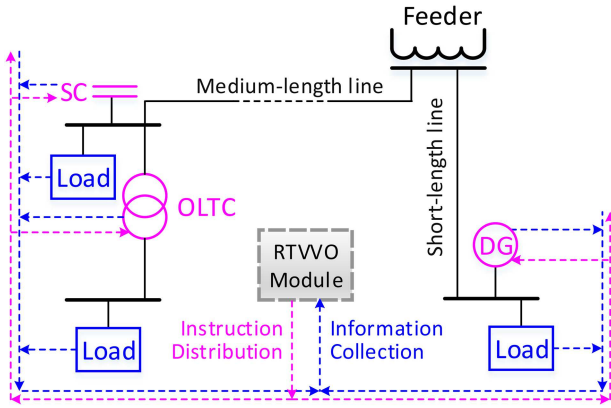 Feeder
Medium-length line
SC
Short-length line
Load
OLTC
DG
RTVVO
Module
Instruction
Distribution
Information
Collection
Load
Load